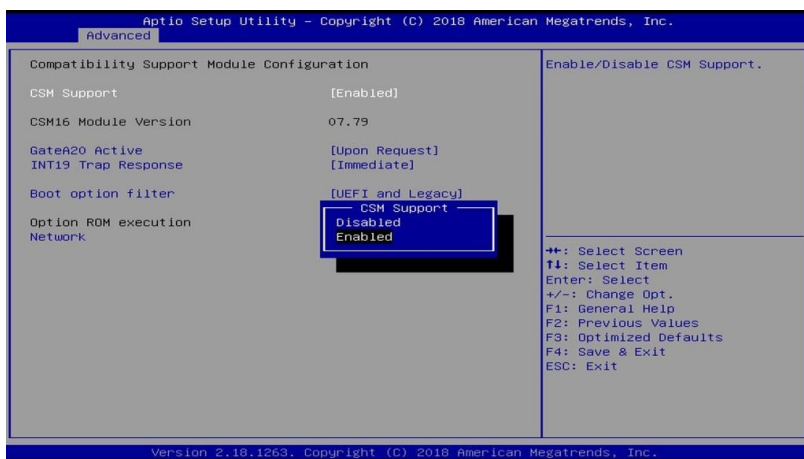 Aptio Setup Utility – Copyright (C) 2018 American Megatrends, Inc.
Advanced
Compatibility Support Module Configuration
Enable/Disable CSM Support.
CSM Support [Enabled]
CSM16 Module Version 07.79
GateA20 Active [Upon Request]
INT19 Trap Response [Immediate]
Boot option filter [UEFI and Legacy]
CSM Support
Disabled
Enabled
Option ROM execution
Network
→←: Select Screen
↑↓: Select Item
Enter: Select
+/-: Change Opt.
F1: General Help
F2: Previous Values
F3: Optimized Defaults
F4: Save & Exit
ESC: Exit
Version 2.18.1263. Copyright (C) 2018 American Megatrends, Inc.